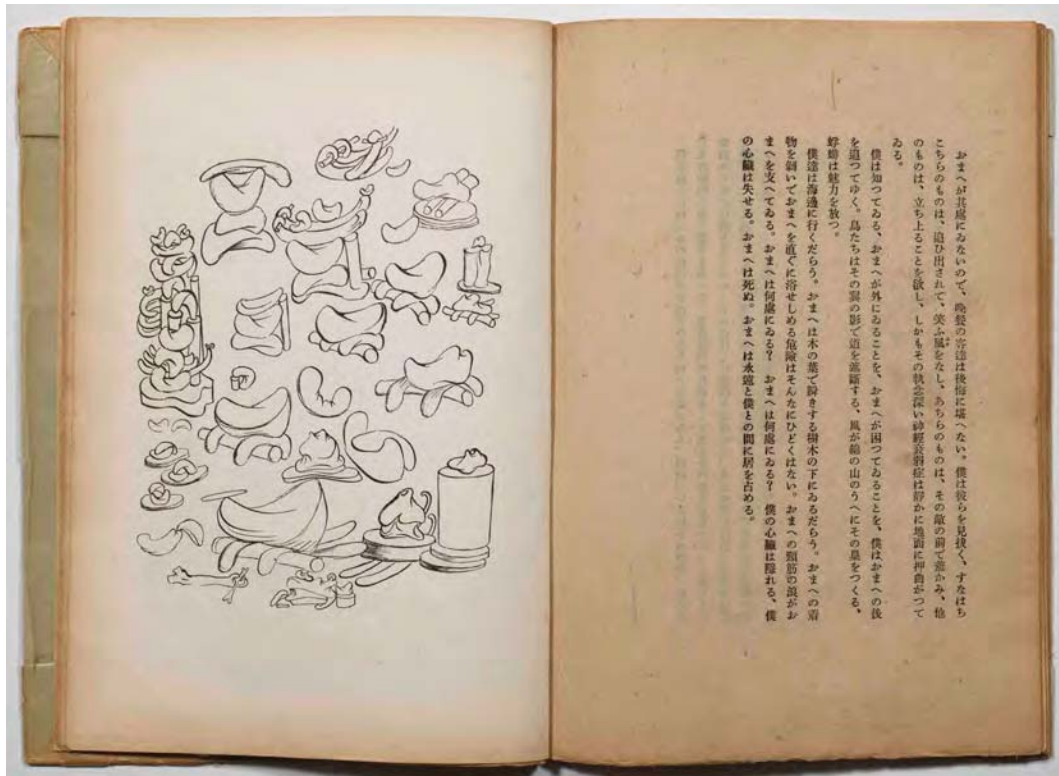 おまへが其處にゐないので、晩餐の客達は後悔に堪へない。僕は彼らを見抜く、すなはち
こちらのものは、追ひ出されて、笑ふ風をなし、あちらのものは、その敵の前で進かみ、他
のものは、立ち上ることを欲し、しかもその執念深い神經衰弱症は靜かに地面に押曲がつて
ゐる。
僕は知つてゐる、おまへが外にゐることを、おまへが困つてゐることを、僕はおまへの後
を追つてゆく。鳥たちはその翼の影で道を遮斷する、風が綿の山のうへにその巣をつくる、
蜉蝣は魅力を放つ。
僕達は海邊に行くだらう。おまへは木の葉で瞬きする樹木の下にゐるだらう。おまへの着
物を剝いでおまへを直ぐに浴せしめる危險はそんなにひどくはない。おまへの頸筋の浪がお
まへを支へてゐる。おまへは何處にゐる？　おまへは何處にゐる？　僕の心臟は隱れる、僕
の心臟は失せる。おまへは死ぬ。おまへは永遠と僕との間に居を占める。